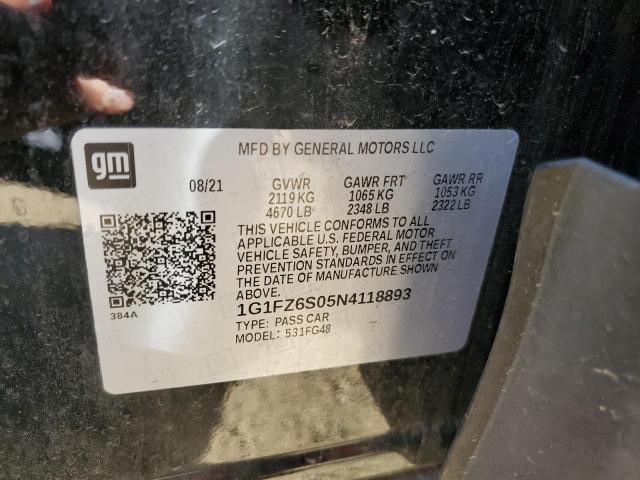 gm
MFD BY GENERAL MOTORS LLC
08/21 GVWR GAWR FRT GAWR RR
2119 KG 1065 KG 1053 KG
4670 LB 2348 LB 2322 LB
THIS VEHICLE CONFORMS TO ALL
APPLICABLE U.S. FEDERAL MOTOR
VEHICLE SAFETY, BUMPER, AND THEFT
PREVENTION STANDARDS IN EFFECT ON
THE DATE OF MANUFACTURE SHOWN
ABOVE.
384A
1G1FZ6S05N4118893
TYPE: PASS CAR
MODEL: 531FG48